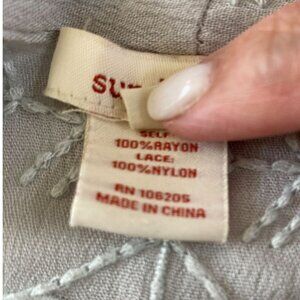 SELF
100%RAYON
LACE:
100%NYLON
RN 106205
MADE IN CHINA